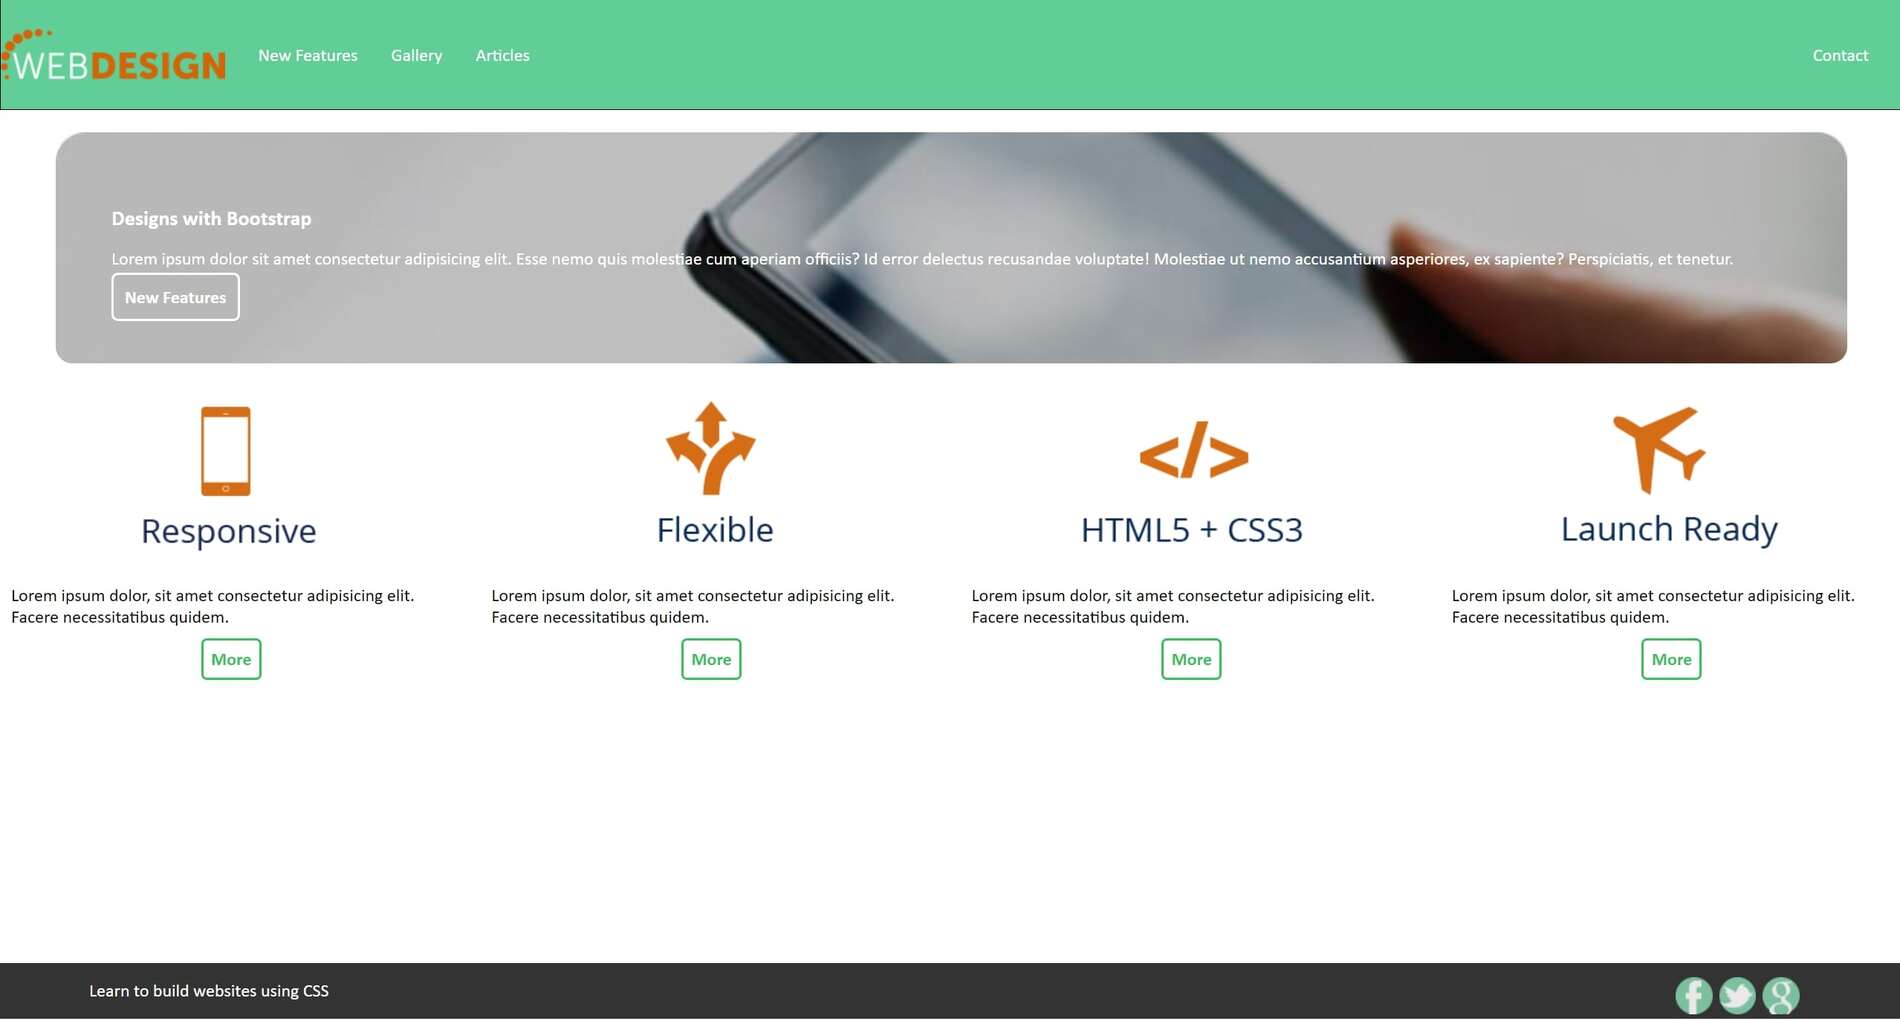 WEBDESIGN New Features Gallery Articles Contact
Designs with Bootstrap
Lorem ipsum dolor sit amet consectetur adipisicing elit. Esse nemo quis molestiae cum aperiam officiis? Id error delectus recusandae voluptate! Molestiae ut nemo accusantium asperiores, ex sapiente? Perspiciatis, et tenetur.
New Features
Responsive
Lorem ipsum dolor, sit amet consectetur adipisicing elit.
Facere necessitatibus quidem.
More
Flexible
Lorem ipsum dolor, sit amet consectetur adipisicing elit.
Facere necessitatibus quidem.
More
</>
HTML5 + CSS3
Lorem ipsum dolor, sit amet consectetur adipisicing elit.
Facere necessitatibus quidem.
More
Launch Ready
Lorem ipsum dolor, sit amet consectetur adipisicing elit.
Facere necessitatibus quidem.
More
Learn to build websites using CSS